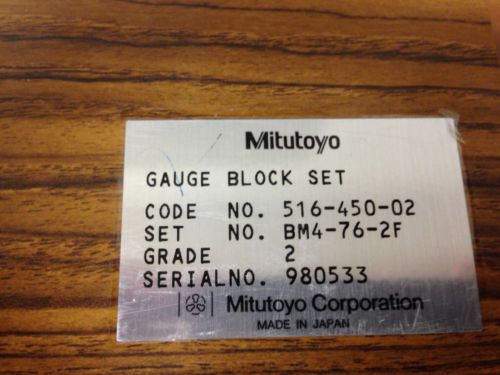 Mitutoyo
GAUGE BLOCK SET
CODE NO. 516-450-02
SET NO. BM4-76-2F
GRADE 2
SERIALNO. 980533
Mitutoyo Corporation
MADE IN JAPAN